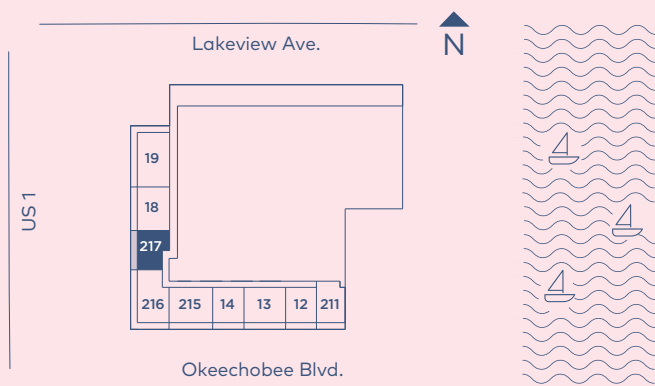 Lakeview Ave.
N
US 1
19
18
217
216 215 14 13 12 211
Okeechobee Blvd.